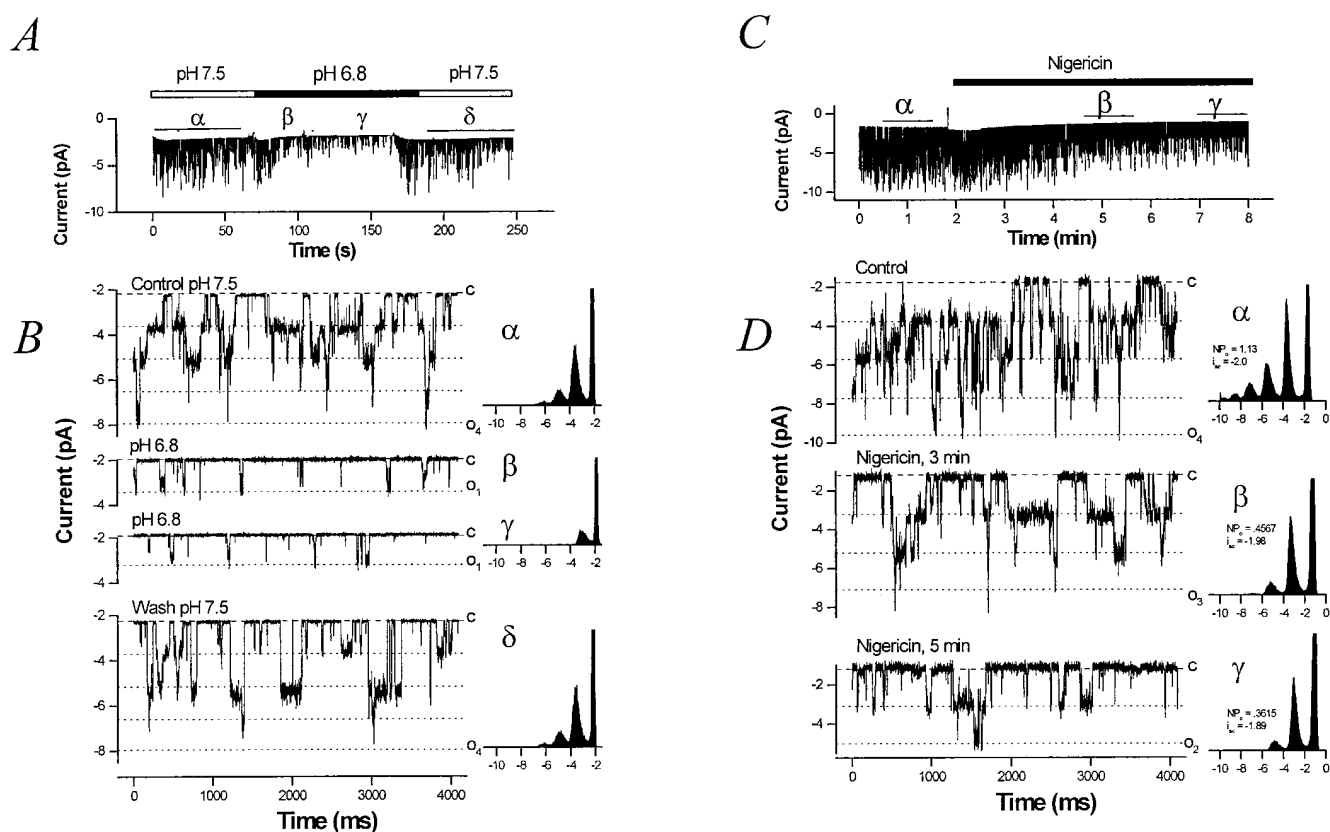 A
pH 7.5 pH 6.8 pH 7.5
α β γ δ
Current (pA)
0
-5
-10
0 50 100 150 200 250
Time (s)
B
Current (pA)
Control pH 7.5
-2
-4
-6
-8
C
O4
α
-10 -8 -6 -4 -2
pH 6.8
-2
-4
C
O1
β
pH 6.8
-2
-4
C
O1
γ
-10 -8 -6 -4 -2
Wash pH 7.5
-2
-4
-6
-8
C
O4
δ
-10 -8 -6 -4 -2
0 1000 2000 3000 4000
Time (ms)
C
Nigericin
α β γ
Current (pA)
0
-5
-10
0 1 2 3 4 5 6 7 8
Time (min)
D
Current (pA)
Control
-2
-4
-6
-8
-10
C
O4
α
NPo = 1.13
isc = -2.0
-10 -8 -6 -4 -2 0
Nigericin, 3 min
-2
-4
-6
-8
C
O3
β
NPo = .4567
isc = -1.98
-10 -8 -6 -4 -2 0
Nigericin, 5 min
-2
-4
C
O2
γ
NPo = .3615
isc = -1.89
-10 -8 -6 -4 -2 0
0 1000 2000 3000 4000
Time (ms)